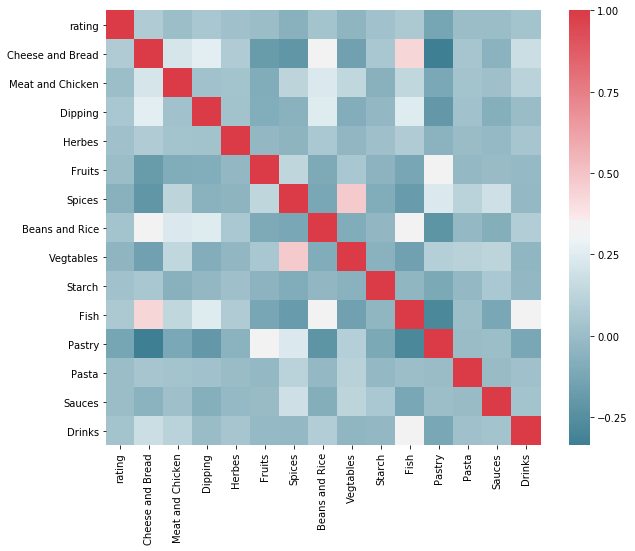 rating
Cheese and Bread
Meat and Chicken
Dipping
Herbes
Fruits
Spices
Beans and Rice
Vegtables
Starch
Fish
Pastry
Pasta
Sauces
Drinks
rating
Cheese and Bread
Meat and Chicken
Dipping
Herbes
Fruits
Spices
Beans and Rice
Vegtables
Starch
Fish
Pastry
Pasta
Sauces
Drinks
1.00
0.75
0.50
0.25
0.00
−0.25